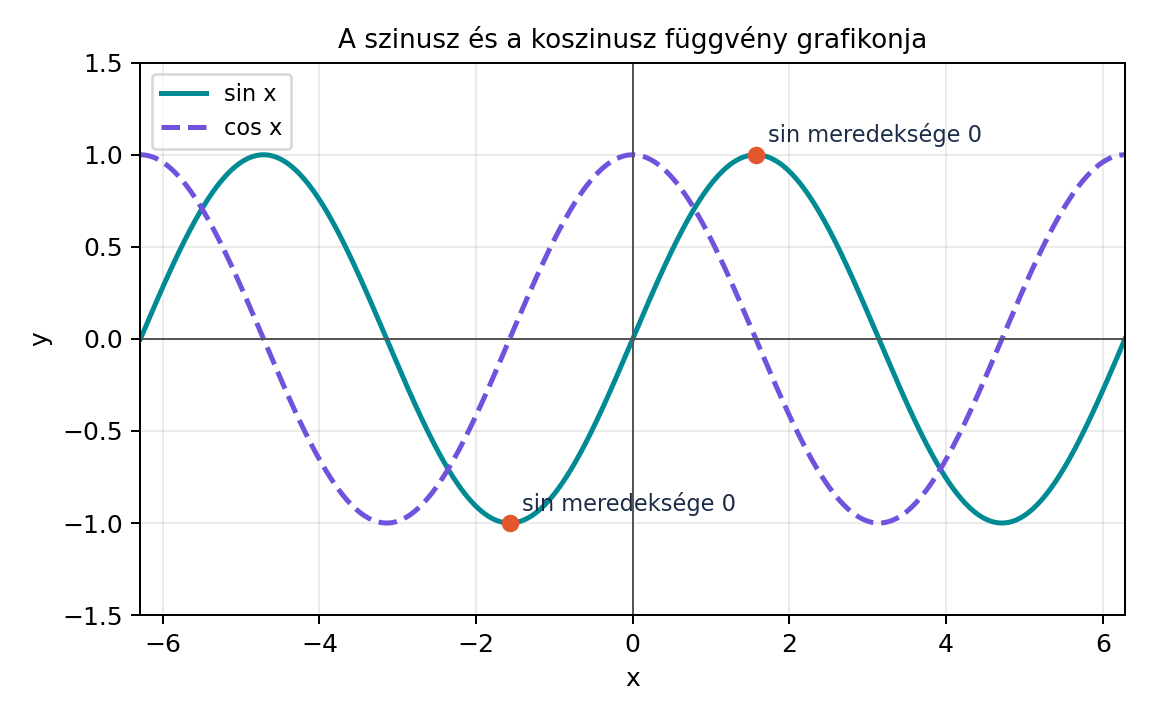 A szinusz és a koszinusz függvény grafikonja
1.5
sin x
cos x
sin meredeksége 0
1.0
0.5
0.0
y
−0.5
sin meredeksége 0
−1.0
−1.5
−6 −4 −2 0 2 4 6
x